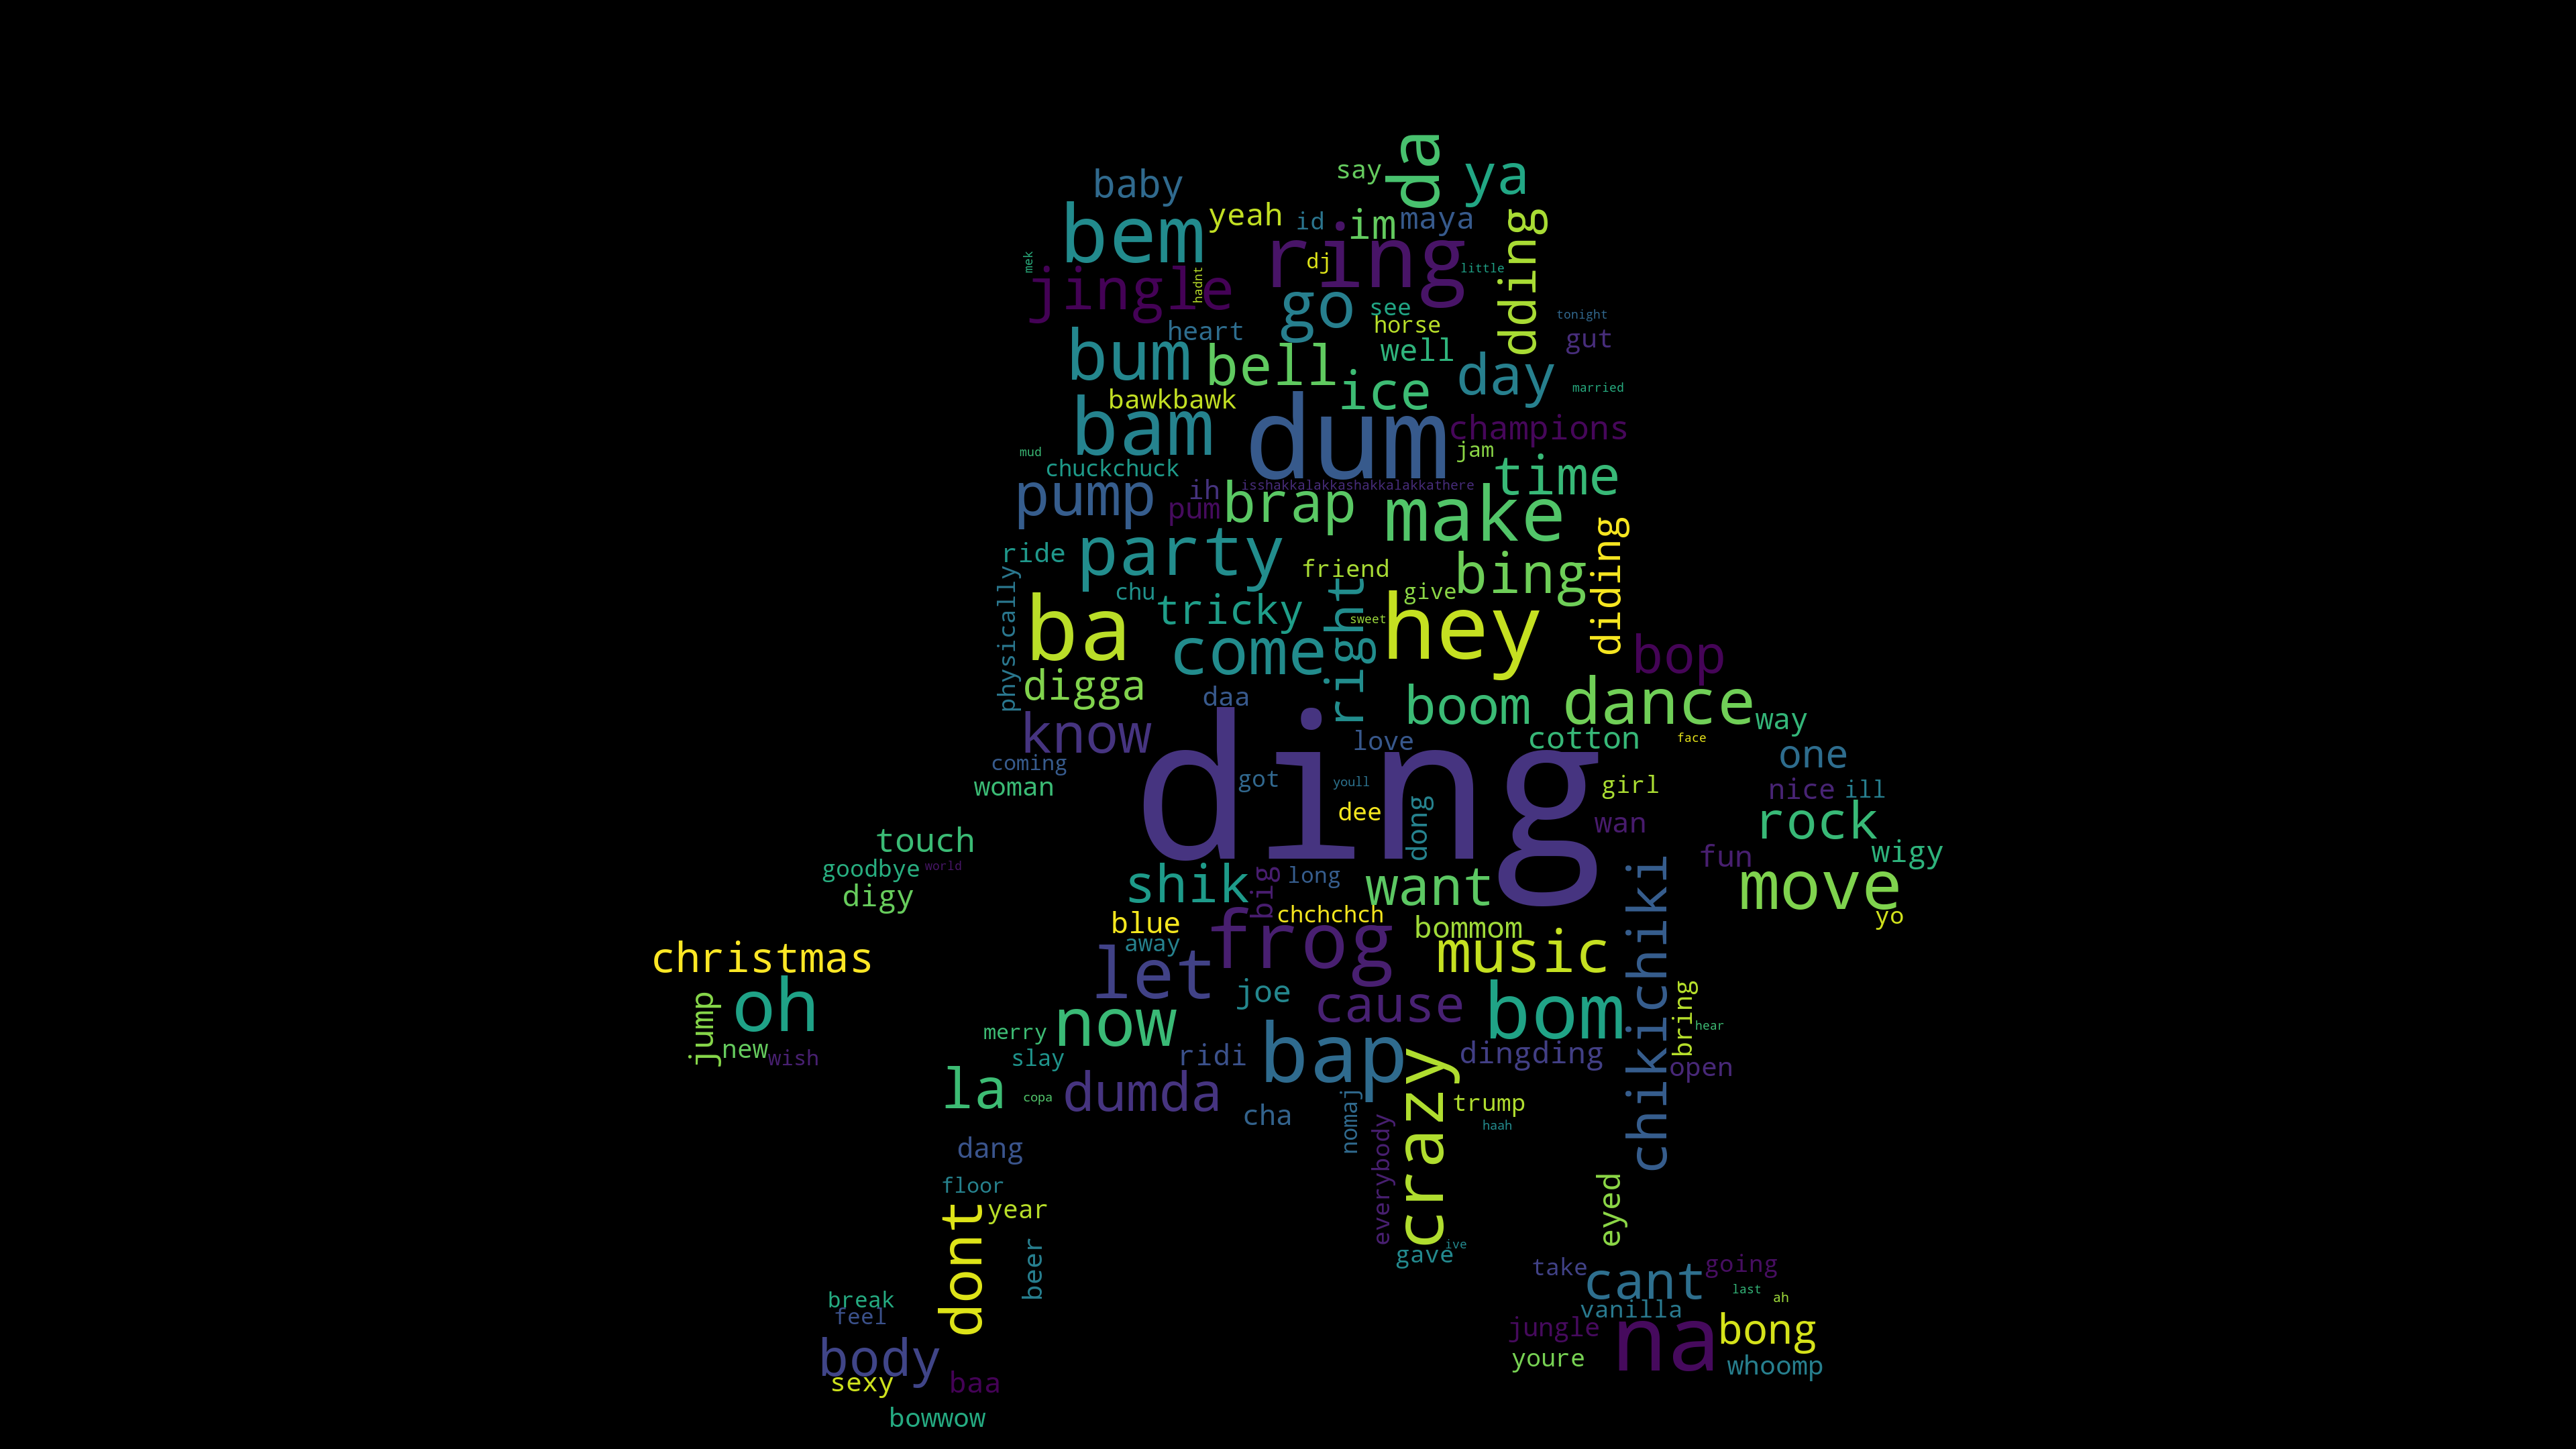 da
say
ya
baby
bem
yeah
id
im
maya
dding
ring
dj
little
mek
jingle
hadnt
go
see
horse
tonight
gut
heart
bum
bell
well
ice
day
married
bawkbawk
bam
dum
champions
jam
mud
chuckchuck
time
pump
ih
pum
isshakkalakkashakkalakkathere
brap
make
diding
ride
party
friend
bing
physically
chu
tricky
right
give
ba
sweet
hey
come
bop
digga
daa
boom
dance
way
know
love
cotton
face
coming
ding
one
woman
got
youll
girl
nice
ill
dee
dong
wan
rock
touch
goodbye
world
wigy
fun
digy
shik
big
long
want
move
chikichiki
yo
blue
chchchch
bommom
away
frog
music
christmas
let
joe
cause
bom
oh
jump
new
wish
merry
now
slay
ridi
bap
dingding
bring
hear
open
la
copa
dumda
cha
crazy
trump
nomaj
haah
everybody
dang
floor
year
dont
beer
eyed
gave
ive
take
cant
going
last
ah
break
feel
vanilla
jungle
na
bong
body
youre
whoomp
sexy
baa
bowwow